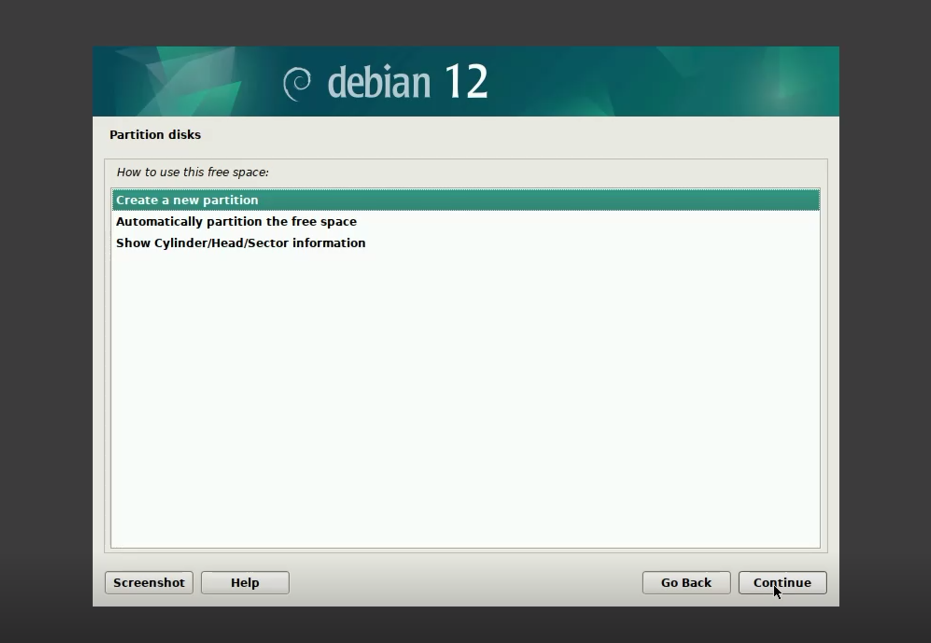 debian 12
Partition disks
How to use this free space:
Create a new partition
Automatically partition the free space
Show Cylinder/Head/Sector information
Screenshot Help Go Back Continue